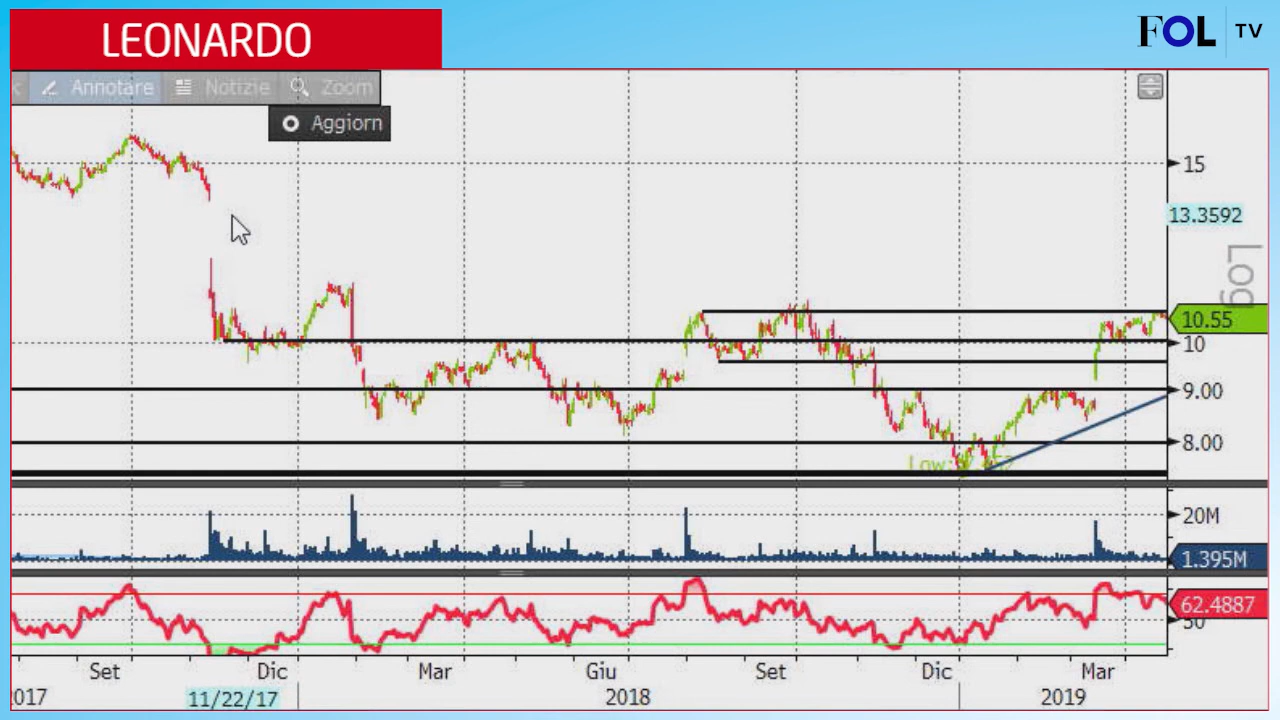 LEONARDO
FOL TV
Annotare Notizie Zoom
Aggiorn
15
13.3592
Log
10.55
10
9.00
8.00
Low:
20M
1.395M
62.4887
50
Set Dic Mar Giu Set Dic Mar
2017 11/22/17 2018 2019